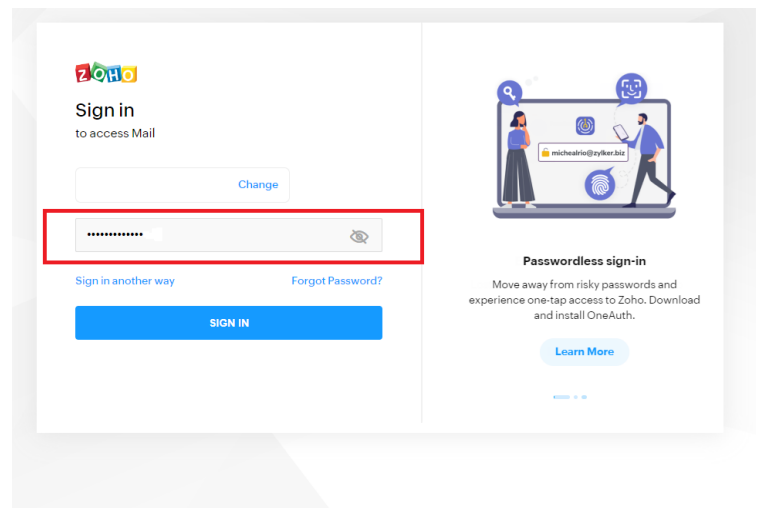 ZOHO
Sign in
to access Mail
Change
•••••••••••••
Sign in another way
Forgot Password?
SIGN IN
michealrio@zylker.biz
Passwordless sign-in
Move away from risky passwords and
experience one-tap access to Zoho. Download
and install OneAuth.
Learn More